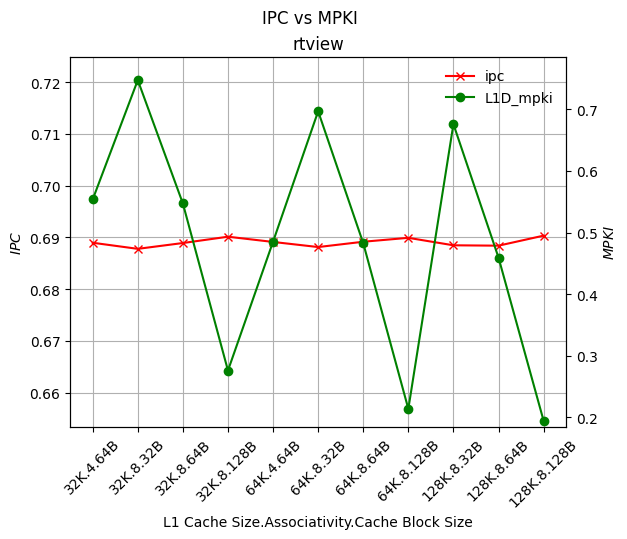 IPC vs MPKI
rtview
ipc
L1D_mpki
0.72
0.71
0.70
0.69
0.68
0.67
0.66
IPC
0.7
0.6
0.5
0.4
0.3
0.2
MPKI
32K.4.64B
32K.8.32B
32K.8.64B
32K.8.128B
64K.4.64B
64K.8.32B
64K.8.64B
64K.8.128B
128K.8.32B
128K.8.64B
128K.8.128B
L1 Cache Size.Associativity.Cache Block Size